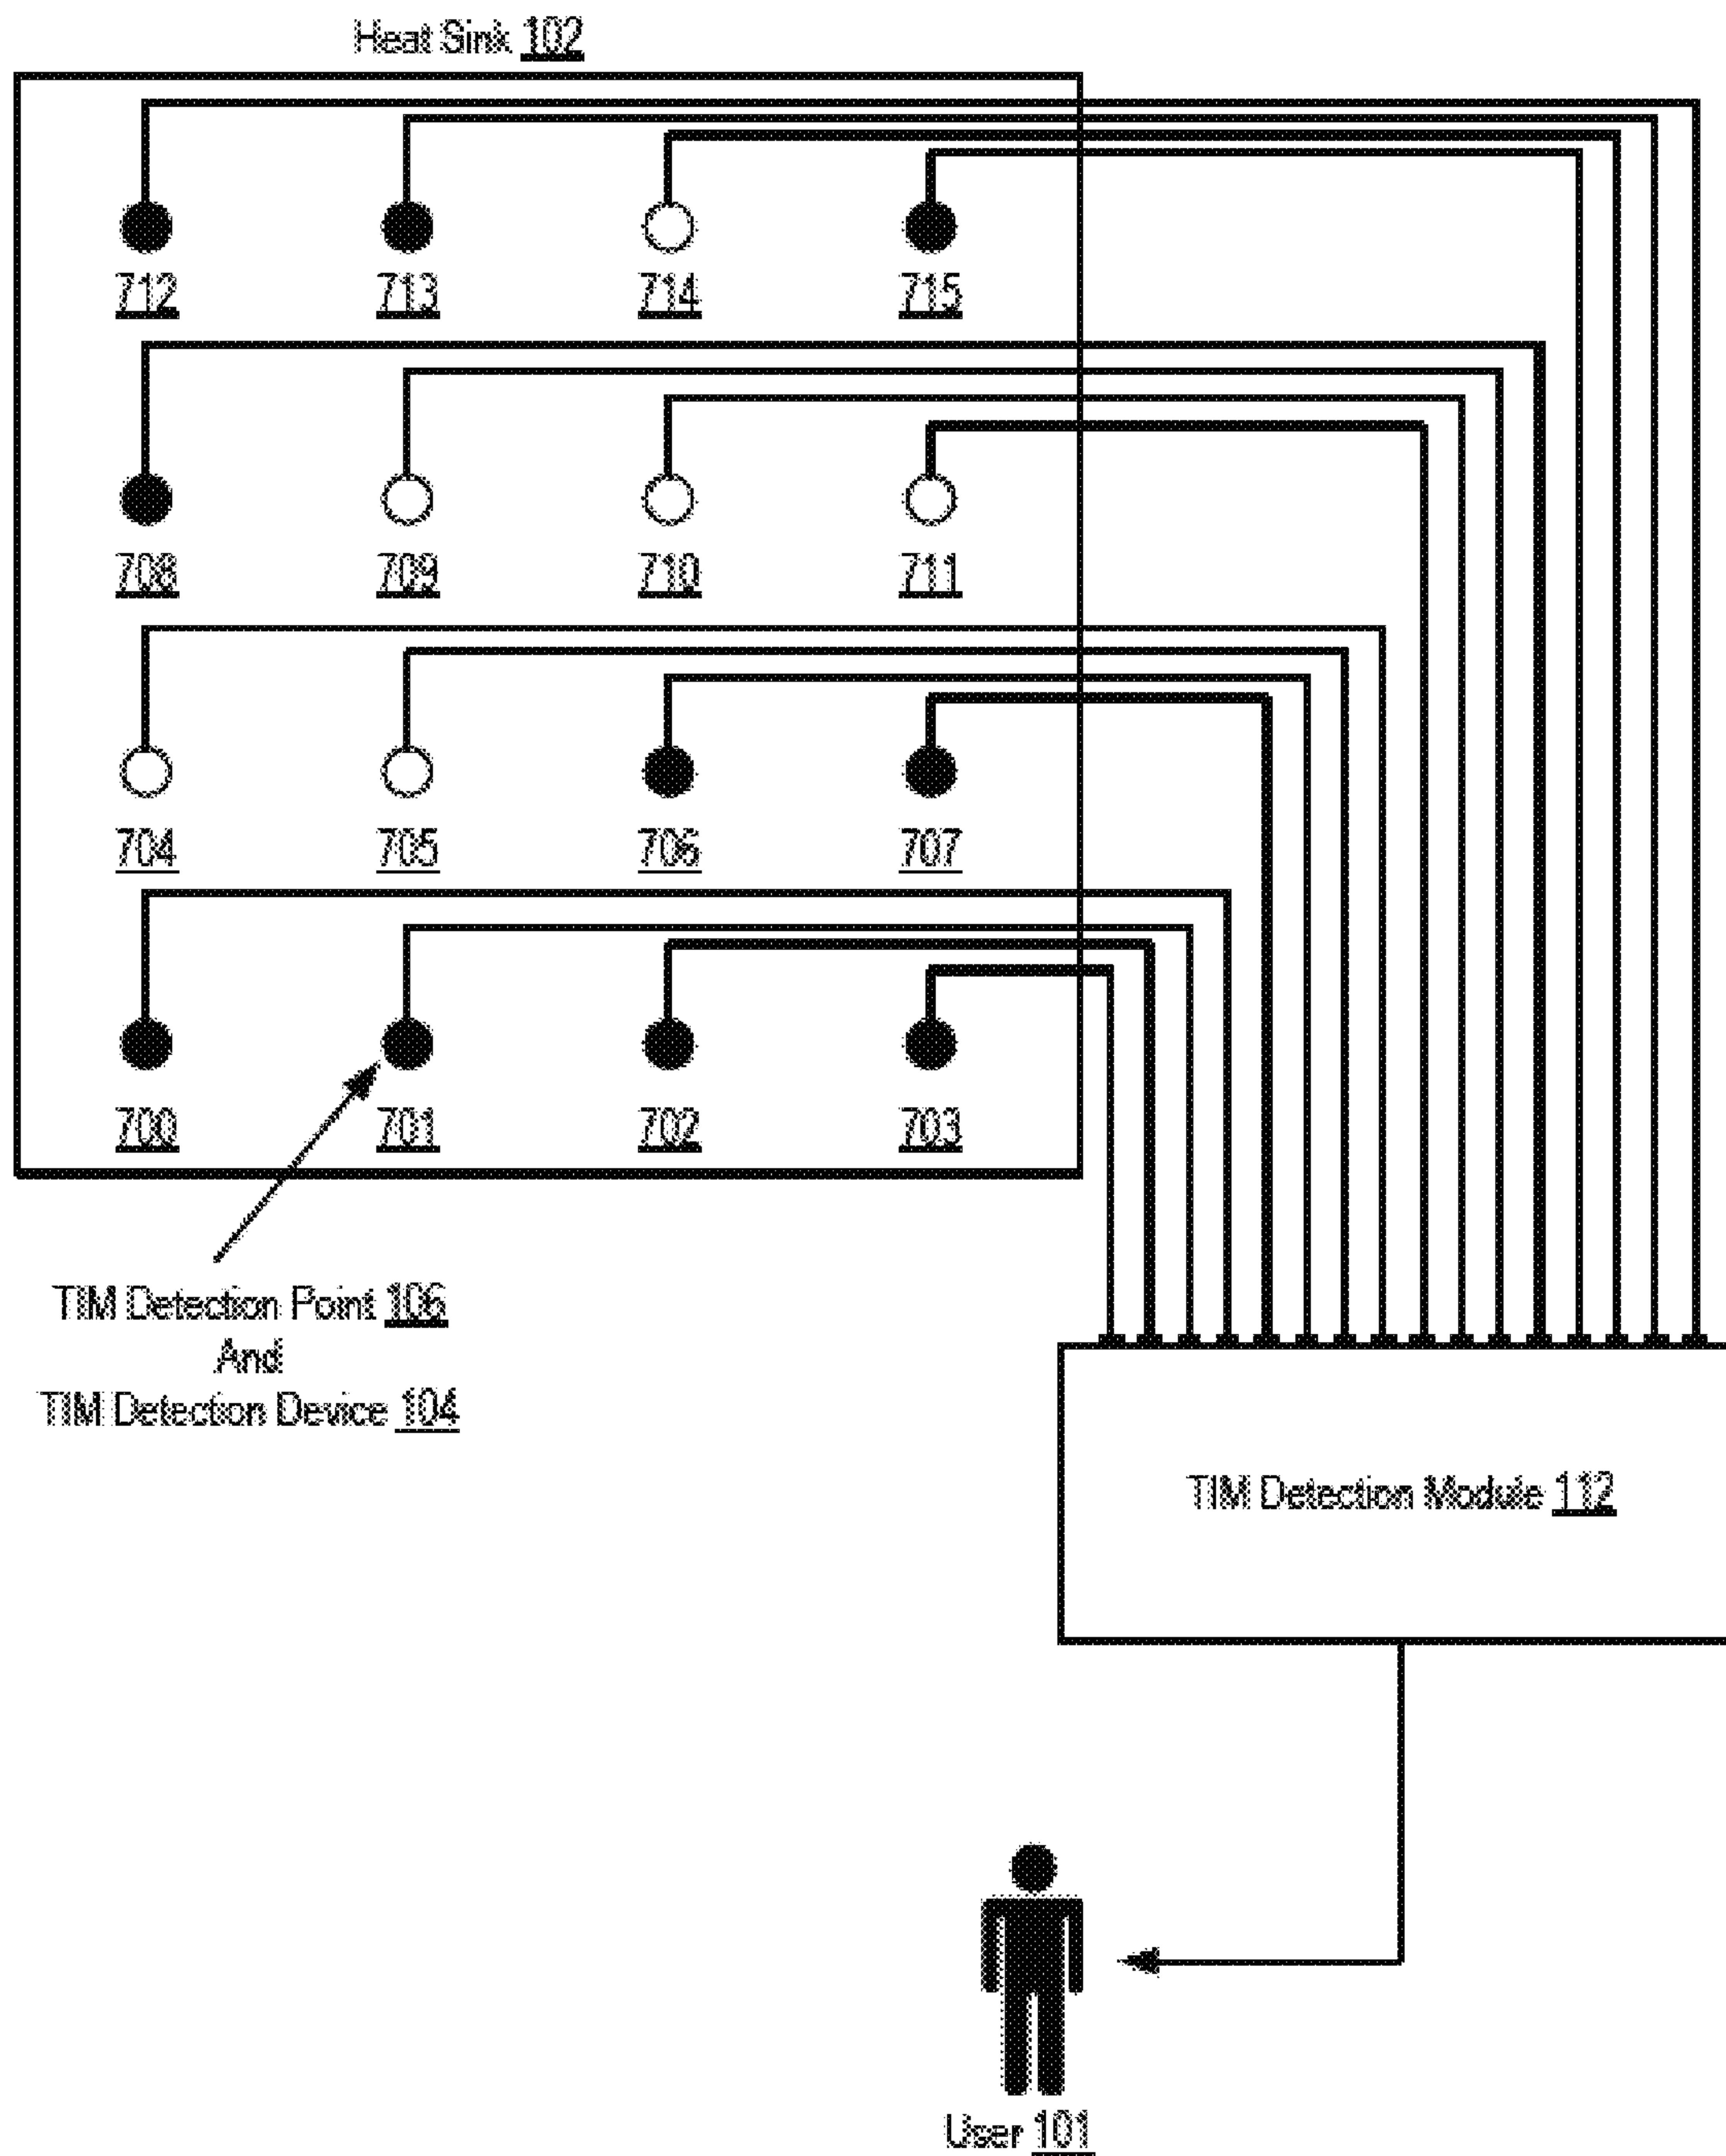 Heat Sink 102
712 713 714 715
708 709 710 711
704 705 706 707
700 701 702 703
TIM Detection Point 106
And
TIM Detection Device 104
TIM Detection Module 112
User 101